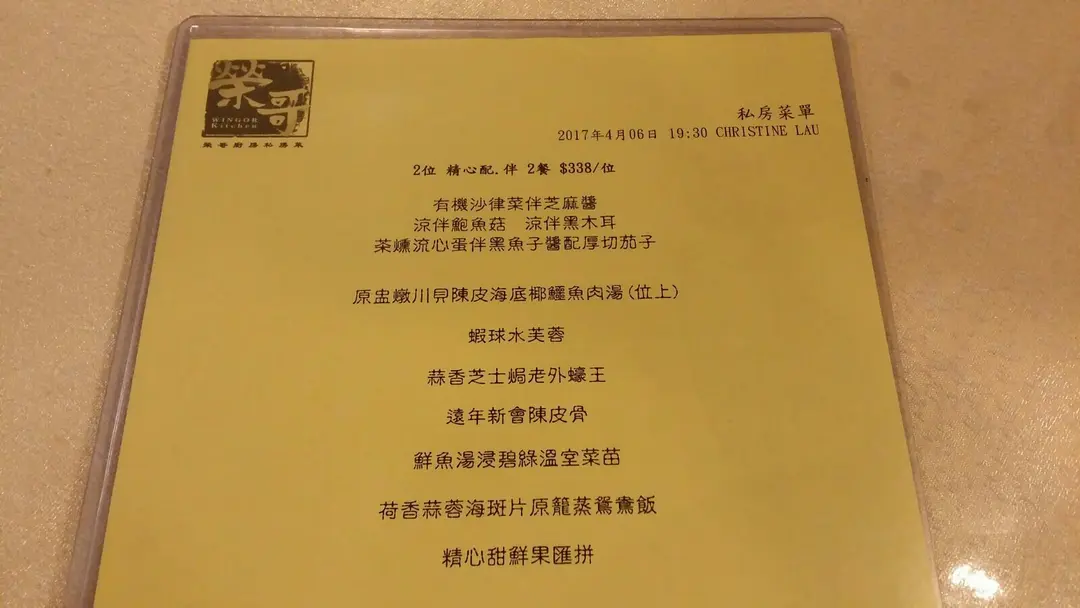 榮哥
WINGOR
Kitchen
榮哥廚房私房菜
私房菜單
2017年4月06日 19:30 CHRISTINE LAU
2位 精心配.伴 2餐 $338/位
有機沙律菜伴芝麻醬
涼伴鮑魚菇 涼伴黑木耳
茶燻流心蛋伴黑魚子醬配厚切茄子
原盅燉川貝陳皮海底椰鱷魚肉湯(位上)
蝦球水芙蓉
蒜香芝士焗老外蠔王
遠年新會陳皮骨
鮮魚湯浸碧綠溫室菜苗
荷香蒜蓉海斑片原籠蒸鴛鴦飯
精心甜鮮果匯拼